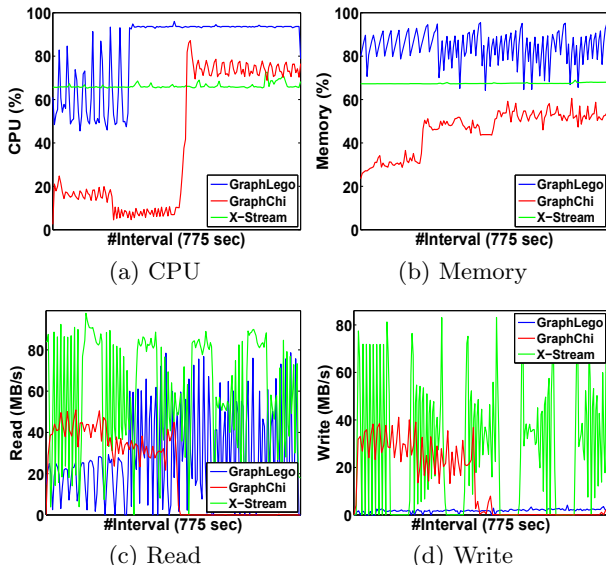 100
80
60
40
20
0
CPU (%)
GraphLego
GraphChi
X-Stream
#Interval (775 sec)
(a) CPU
100
80
60
40
20
0
Memory (%)
GraphLego
GraphChi
X-Stream
#Interval (775 sec)
(b) Memory
80
60
40
20
0
Read (MB/s)
GraphLego
GraphChi
X-Stream
#Interval (775 sec)
(c) Read
80
60
40
20
0
Write (MB/s)
GraphLego
GraphChi
X-Stream
#Interval (775 sec)
(d) Write